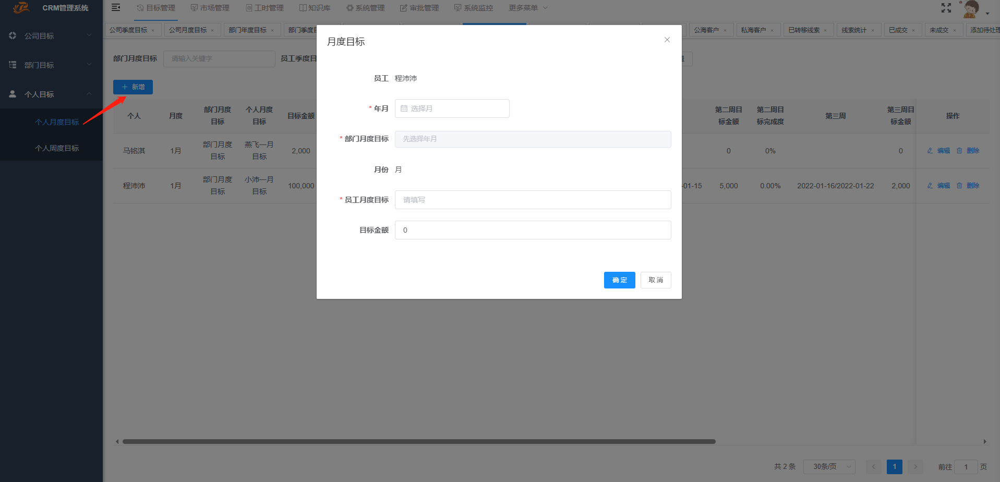 CRM管理系统
目标管理
市场管理
工时管理
知识库
系统管理
审批管理
系统监控
更多菜单
公司目标
部门目标
个人目标
个人月度目标
个人周度目标
公司季度目标 ×
公司月度目标 ×
部门年度目标 ×
部门季度目
公海客户 ×
私海客户 ×
已转移线索 ×
线索统计 ×
已成交 ×
未成交 ×
添加待处理
部门月度目标 请输入关键字 员工季度目
+ 新增
个人 月度 部门月度目标 个人月度目标 目标金额 第二周目标金额 第二周目标完成度 第三周 第三周目标金额 操作
马铭淇 1月 部门月度目标 燕飞—月目标 2,000 0 0% 0 编辑 删除
程沛沛 1月 部门月度目标 小沛—月目标 100,000 -01-15 5,000 0.00% 2022-01-16/2022-01-22 2,000 编辑 删除
月度目标
员工 程沛沛
* 年月 选择月
* 部门月度目标 先选择年月
月份 月
* 员工月度目标 请填写
目标金额 0
确定 取消
共 2 条 30条/页 < 1 > 前往 1 页